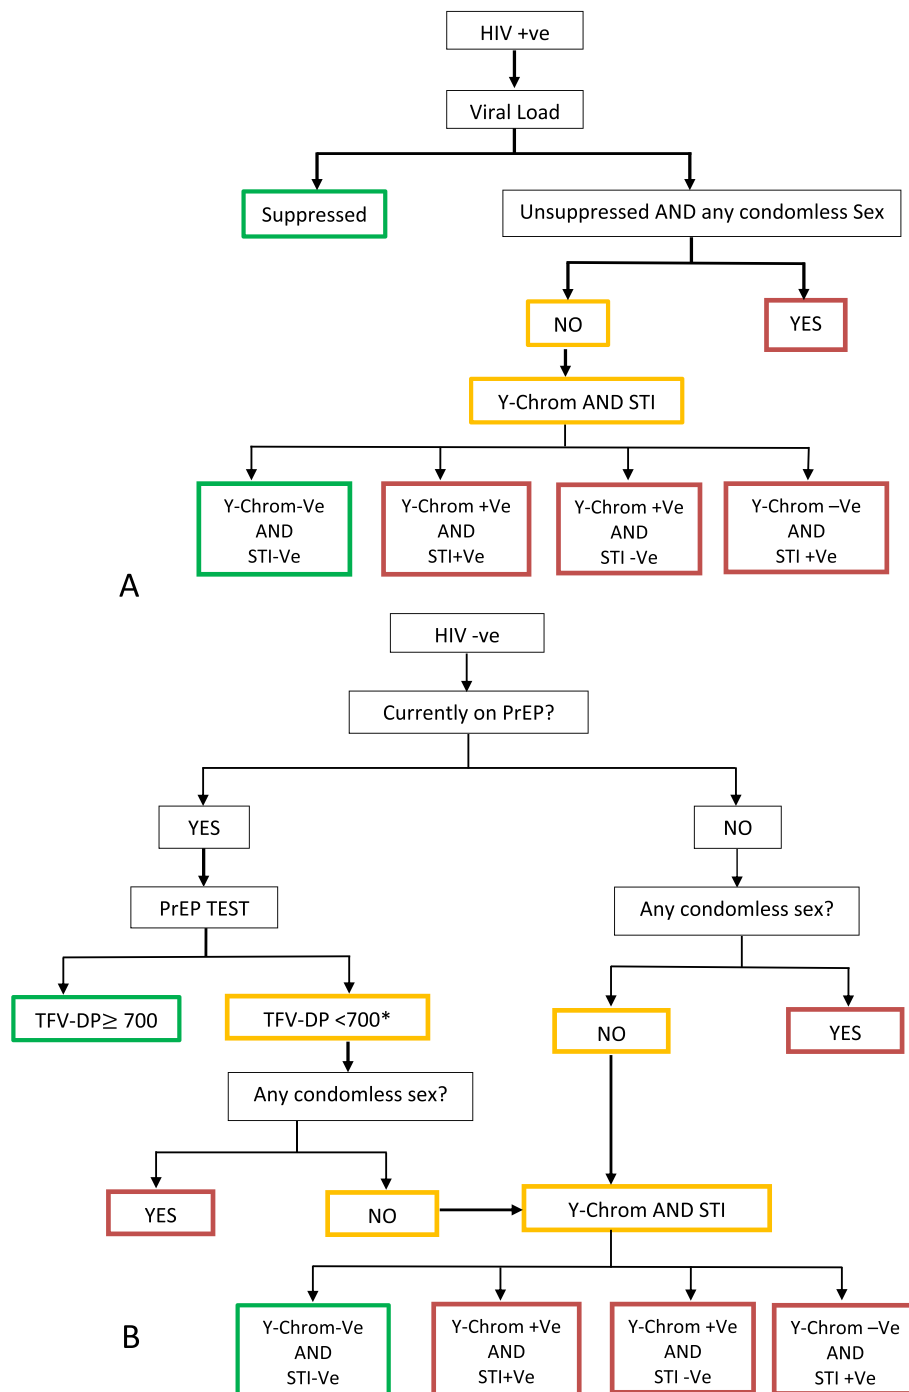 HIV +ve
Viral Load
Suppressed
Unsuppressed AND any condomless Sex
NO
YES
Y-Chrom AND STI
Y-Chrom-Ve
AND
STI-Ve
Y-Chrom +Ve
AND
STI+Ve
Y-Chrom +Ve
AND
STI -Ve
Y-Chrom –Ve
AND
STI +Ve
A
HIV -ve
Currently on PrEP?
YES
NO
PrEP TEST
Any condomless sex?
TFV-DP≥ 700
TFV-DP <700*
NO
YES
Any condomless sex?
YES
NO
Y-Chrom AND STI
B
Y-Chrom-Ve
AND
STI-Ve
Y-Chrom +Ve
AND
STI+Ve
Y-Chrom +Ve
AND
STI -Ve
Y-Chrom –Ve
AND
STI +Ve